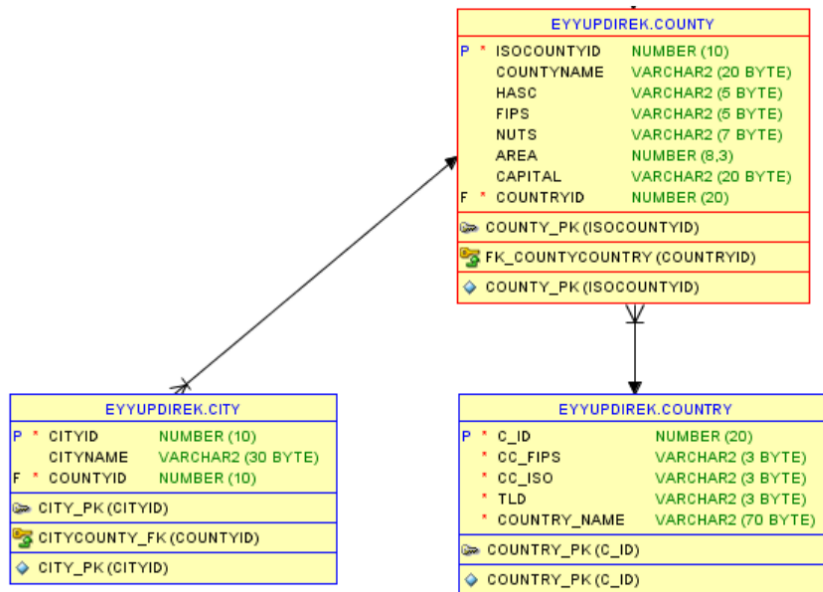 EYYUPDIREK.COUNTY
P * ISOCOUNTYID NUMBER (10)
COUNTYNAME VARCHAR2 (20 BYTE)
HASC VARCHAR2 (5 BYTE)
FIPS VARCHAR2 (5 BYTE)
NUTS VARCHAR2 (7 BYTE)
AREA NUMBER (8,3)
CAPITAL VARCHAR2 (20 BYTE)
F * COUNTRYID NUMBER (20)
COUNTY_PK (ISOCOUNTYID)
FK_COUNTYCOUNTRY (COUNTRYID)
COUNTY_PK (ISOCOUNTYID)
EYYUPDIREK.CITY
P * CITYID NUMBER (10)
CITYNAME VARCHAR2 (30 BYTE)
F * COUNTYID NUMBER (10)
CITY_PK (CITYID)
CITYCOUNTY_FK (COUNTYID)
CITY_PK (CITYID)
EYYUPDIREK.COUNTRY
P * C_ID NUMBER (20)
* CC_FIPS VARCHAR2 (3 BYTE)
* CC_ISO VARCHAR2 (3 BYTE)
* TLD VARCHAR2 (3 BYTE)
* COUNTRY_NAME VARCHAR2 (70 BYTE)
COUNTRY_PK (C_ID)
COUNTRY_PK (C_ID)